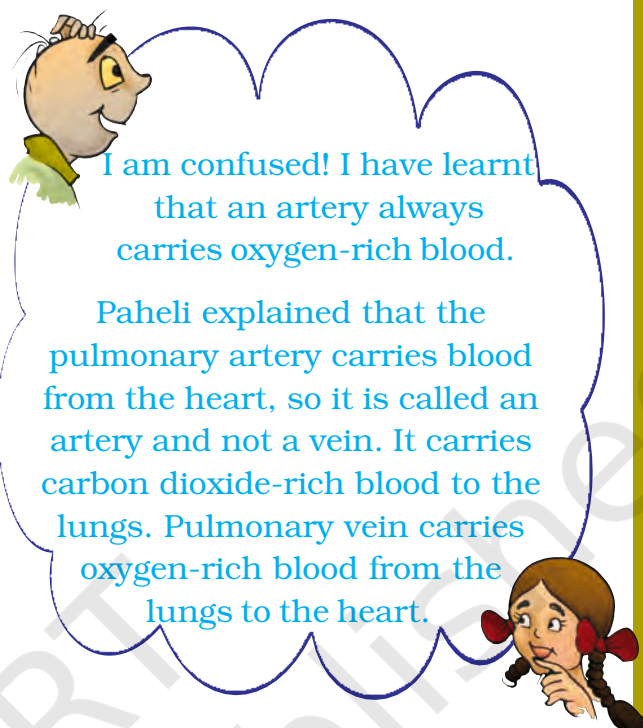 I am confused! I have learnt
that an artery always
carries oxygen-rich blood.
Paheli explained that the
pulmonary artery carries blood
from the heart, so it is called an
artery and not a vein. It carries
carbon dioxide-rich blood to the
lungs. Pulmonary vein carries
oxygen-rich blood from the
lungs to the heart.